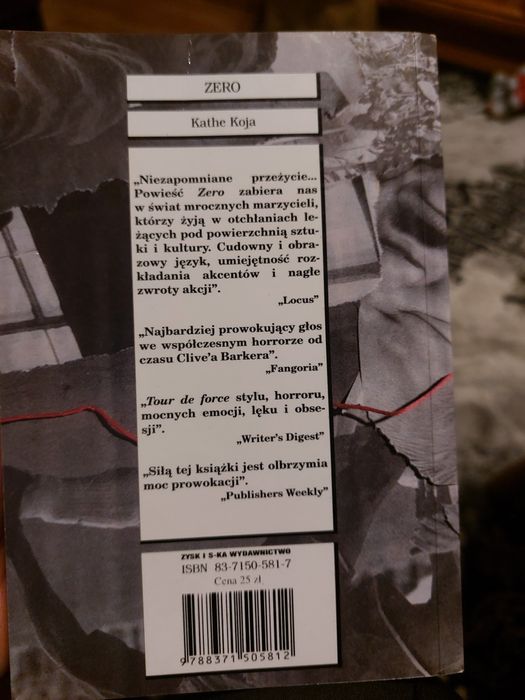 ZERO
Kathe Koja
„Niezapomniane przeżycie...
Powieść Zero zabiera nas
w świat mrocznych marzycieli,
którzy żyją w otchłaniach le-
żących pod powierzchnią sztu-
ki i kultury. Cudowny i obra-
zowy język, umiejętność roz-
kładania akcentów i nagłe
zwroty akcji”.
„Locus”
„Najbardziej prowokujący głos
we współczesnym horrorze od
czasu Clive’a Barkera”.
„Fangoria”
„Tour de force stylu, horroru,
mocnych emocji, lęku i obse-
sji”.
„Writer’s Digest”
„Siłą tej książki jest olbrzymia
moc prowokacji”.
„Publishers Weekly”
ZYSK I S-KA WYDAWNICTWO
ISBN 83-7150-581-7
Cena 25 zł
9788371505812